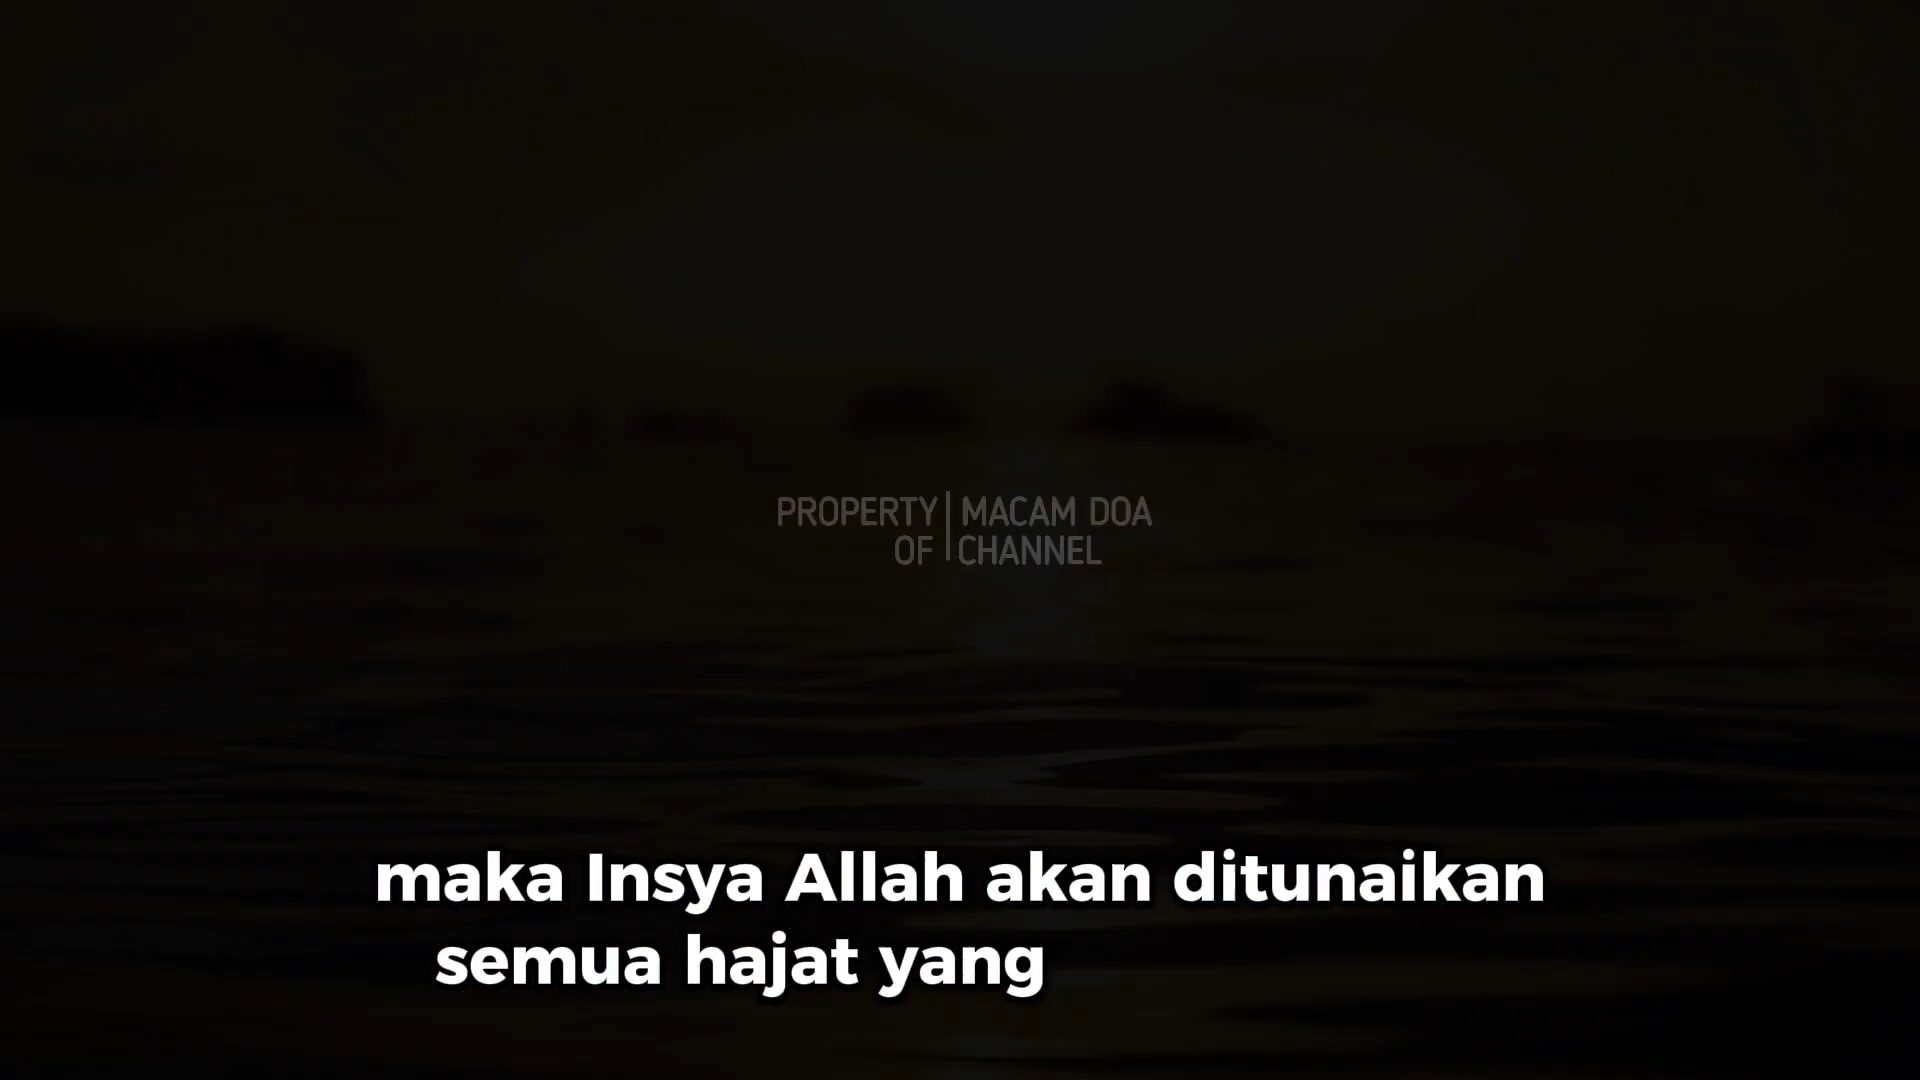 PROPERTY OF
MACAM DOA CHANNEL
maka Insya Allah akan ditunaikan
semua hajat yang